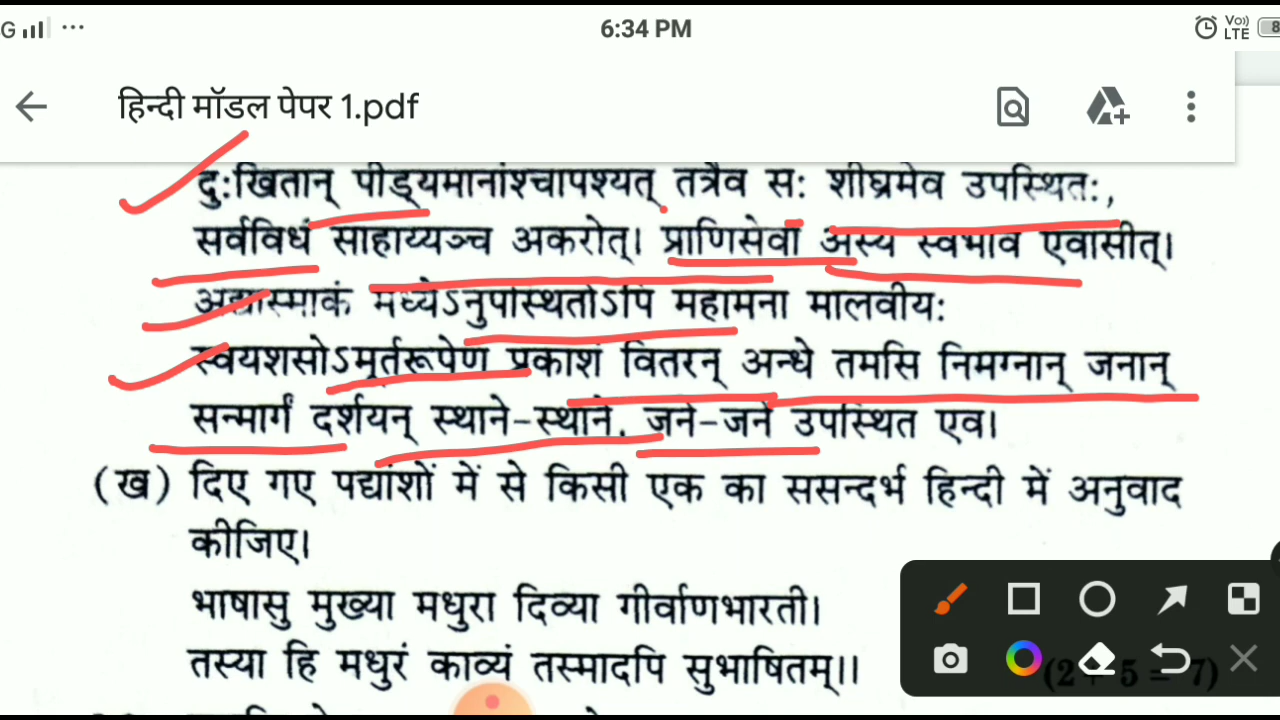 G ... 6:34 PM Vo) LTE 8
हिन्दी मॉडल पेपर 1.pdf
दुःखितान् पीड्यमानांश्चापश्यत् तत्रैव सः शीघ्रमेव उपस्थितः,
सर्वविधं साहाय्यञ्च अकरोत्। प्राणिसेवा अस्य स्वभाव एवासीत्।
अद्यास्माकं मध्येऽनुपस्थितोऽपि महामना मालवीयः
स्वयशसोऽमूर्तरूपेण प्रकाशं वितरन् अन्धे तमसि निमग्नान् जनान्
सन्मार्गं दर्शयन् स्थाने-स्थाने. जने-जने उपस्थित एव।
(ख) दिए गए पद्यांशों में से किसी एक का ससन्दर्भ हिन्दी में अनुवाद
कीजिए।
भाषासु मुख्या मधुरा दिव्या गीर्वाणभारती।
तस्या हि मधुरं काव्यं तस्मादपि सुभाषितम्।।
(2 + 5 = 7)